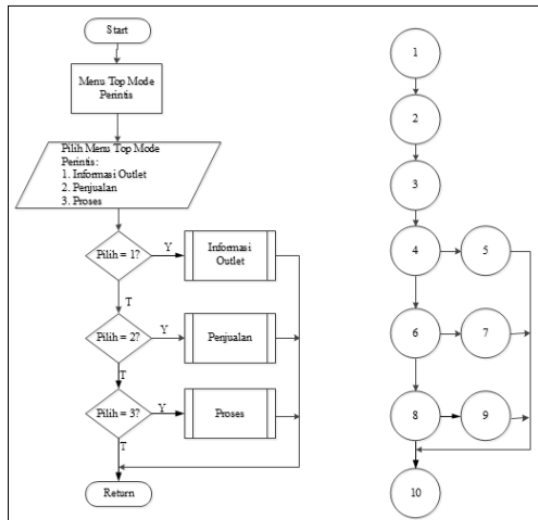 Start
Menu Top Mode
Perintis
Pilih Menu Top Mode
Perintis:
1. Informasi Outlet
2. Penjualan
3. Proses
Pilih = 1?
Y
Informasi
Outlet
T
Pilih = 2?
Y
Penjualan
T
Pilih = 3?
Y
Proses
T
Return
1
2
3
4
5
6
7
8
9
10